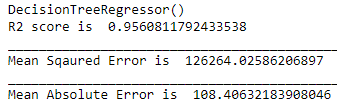 DecisionTreeRegressor()
R2 score is  0.9560811792433538
Mean Sqaured Error is  126264.02586206897
Mean Absolute Error is  108.40632183908046